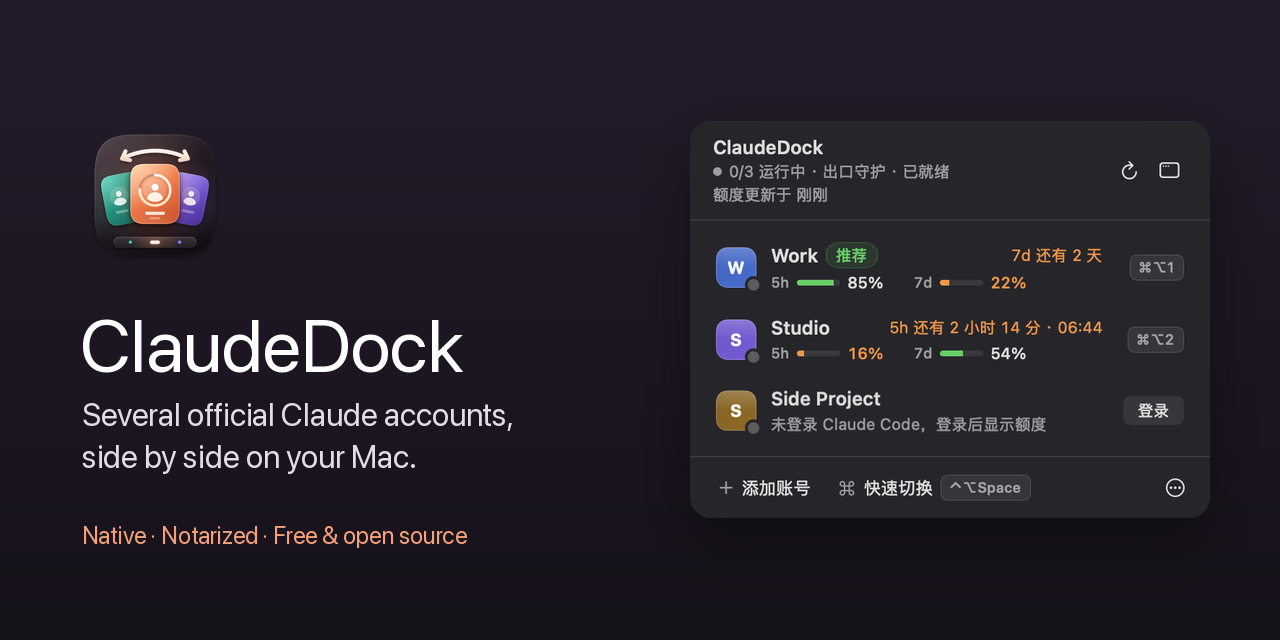 ClaudeDock
Several official Claude accounts,
side by side on your Mac.
Native · Notarized · Free & open source
ClaudeDock
0/3 运行中 · 出口守护 · 已就绪
额度更新于 刚刚
W Work 推荐 7d 还有 2 天 ⌘⌥1
5h 85% 7d 22%
S Studio 5h 还有 2 小时 14 分 · 06:44 ⌘⌥2
5h 16% 7d 54%
S Side Project 登录
未登录 Claude Code，登录后显示额度
+ 添加账号 ⌘ 快速切换 ^⌥Space